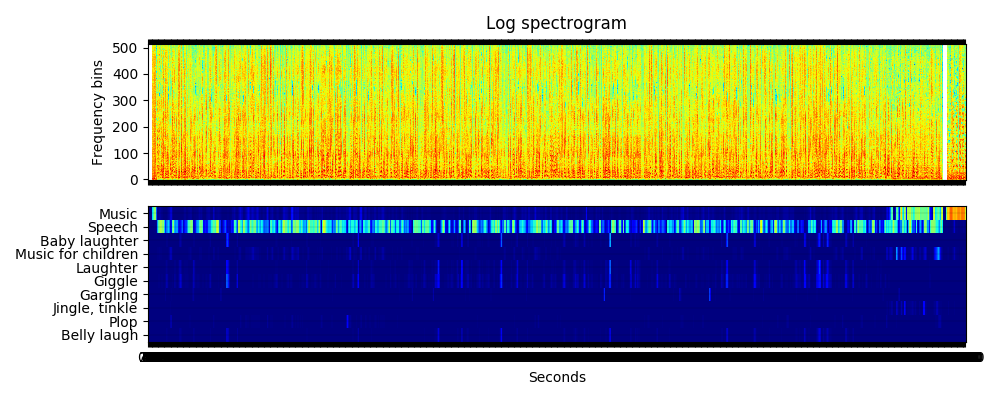 Log spectrogram
Frequency bins
500
400
300
200
100
0
Music
Speech
Baby laughter
Music for children
Laughter
Giggle
Gargling
Jingle, tinkle
Plop
Belly laugh
Seconds